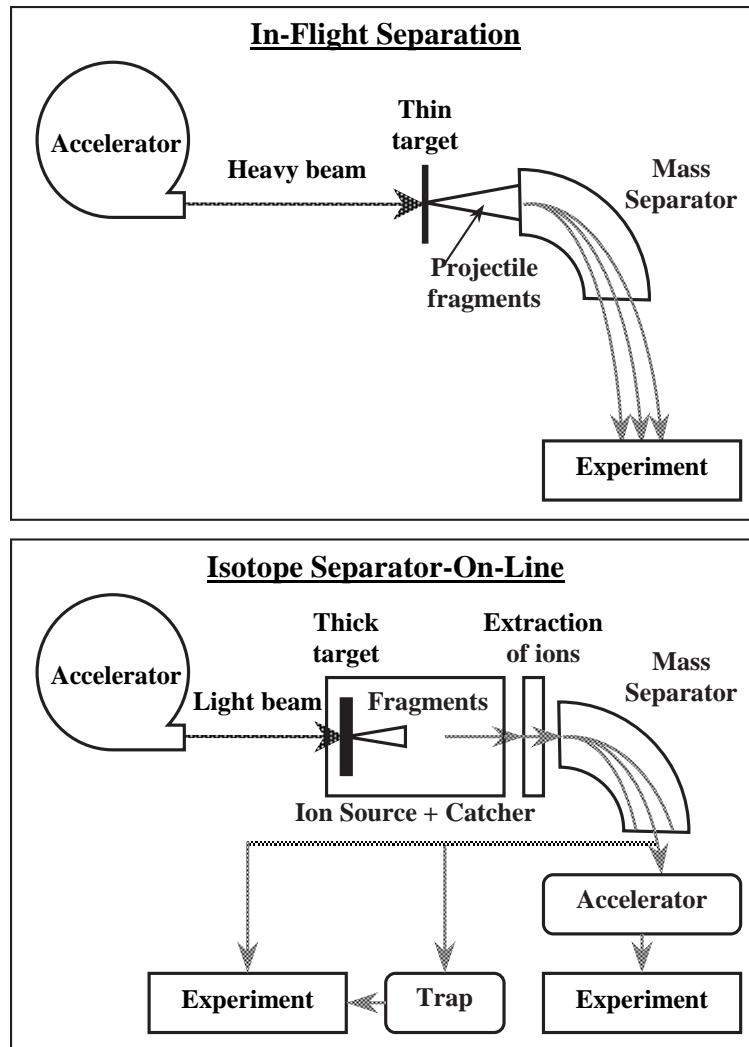 In-Flight Separation
Accelerator
Thin
target
Heavy beam
Mass
Separator
Projectile
fragments
Experiment
Isotope Separator-On-Line
Accelerator
Thick
target
Extraction
of ions
Mass
Separator
Light beam
Fragments
Ion Source + Catcher
Accelerator
Experiment
Trap
Experiment